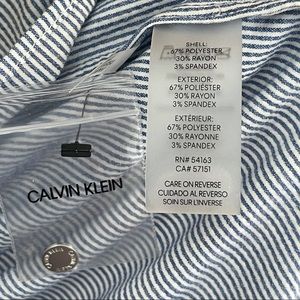 SHELL:
67% POLYESTER
30% RAYON
3% SPANDEX
EXTERIOR:
67% POLIÉSTER
30% RAYON
3% SPANDEX
EXTÉRIEUR:
67% POLYESTER
30% RAYONNE
3% SPANDEX
RN# 54163
CA# 57151
CARE ON REVERSE
CUIDADO AL REVERSO
SOIN SUR L'INVERSE
CALVIN KLEIN